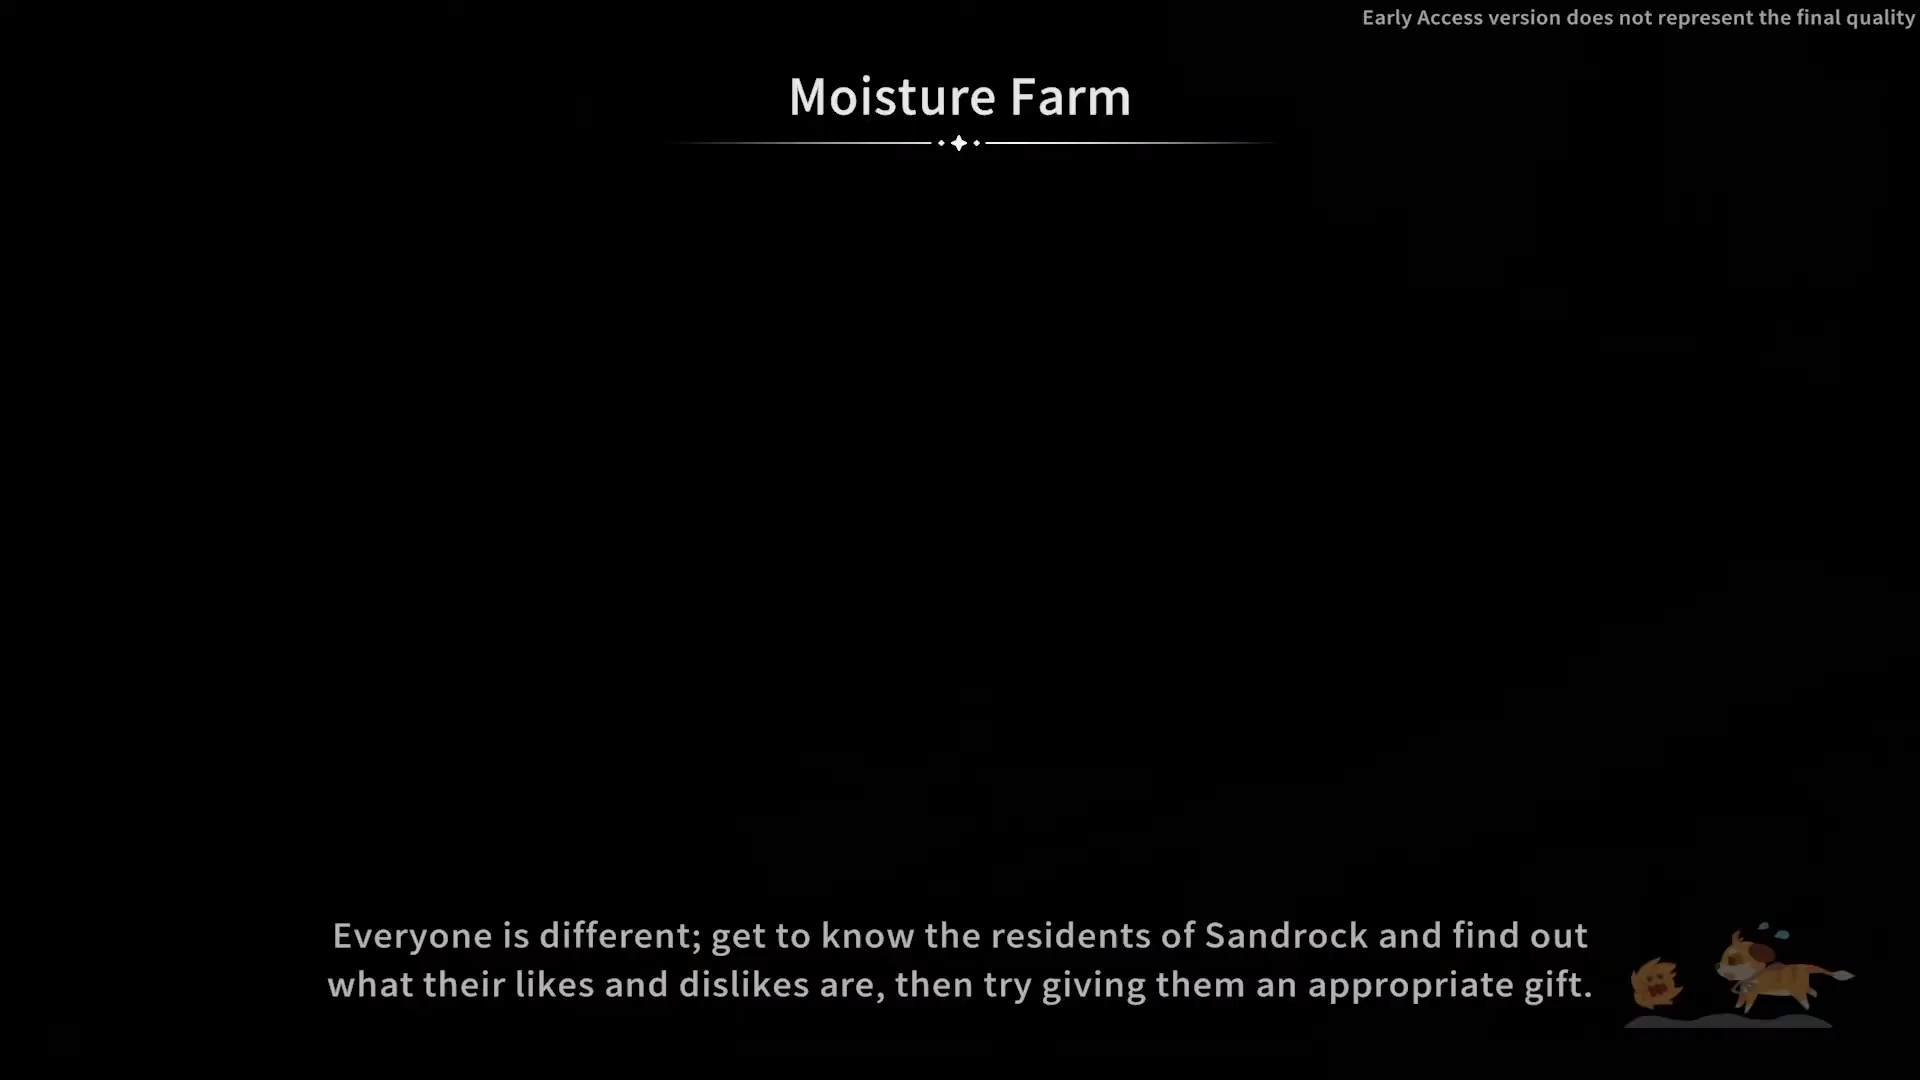 Early Access version does not represent the final quality
Moisture Farm
Everyone is different; get to know the residents of Sandrock and find out
what their likes and dislikes are, then try giving them an appropriate gift.